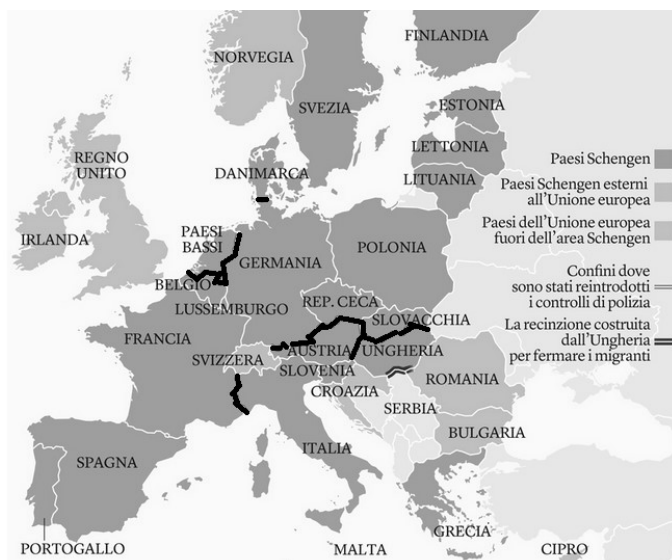 FINLANDIA
NORVEGIA
SVEZIA
ESTONIA
LETTONIA
LITUANIA
REGNO
UNITO
DANIMARCA
IRLANDA
PAESI
BASSI
POLONIA
GERMANIA
BELGIO
LUSSEMBURGO
REP. CECA
SLOVACCHIA
FRANCIA
SVIZZERA
AUSTRIA
UNGHERIA
SLOVENIA
CROAZIA
ROMANIA
SERBIA
BULGARIA
ITALIA
SPAGNA
PORTOGALLO
MALTA
GRECIA
CIPRO
Paesi Schengen
Paesi Schengen esterni
all'Unione europea
Paesi dell'Unione europea
fuori dell'area Schengen
Confini dove
sono stati reintrodotti
i controlli di polizia
La recinzione costruita
dall'Ungheria
per fermare i migranti